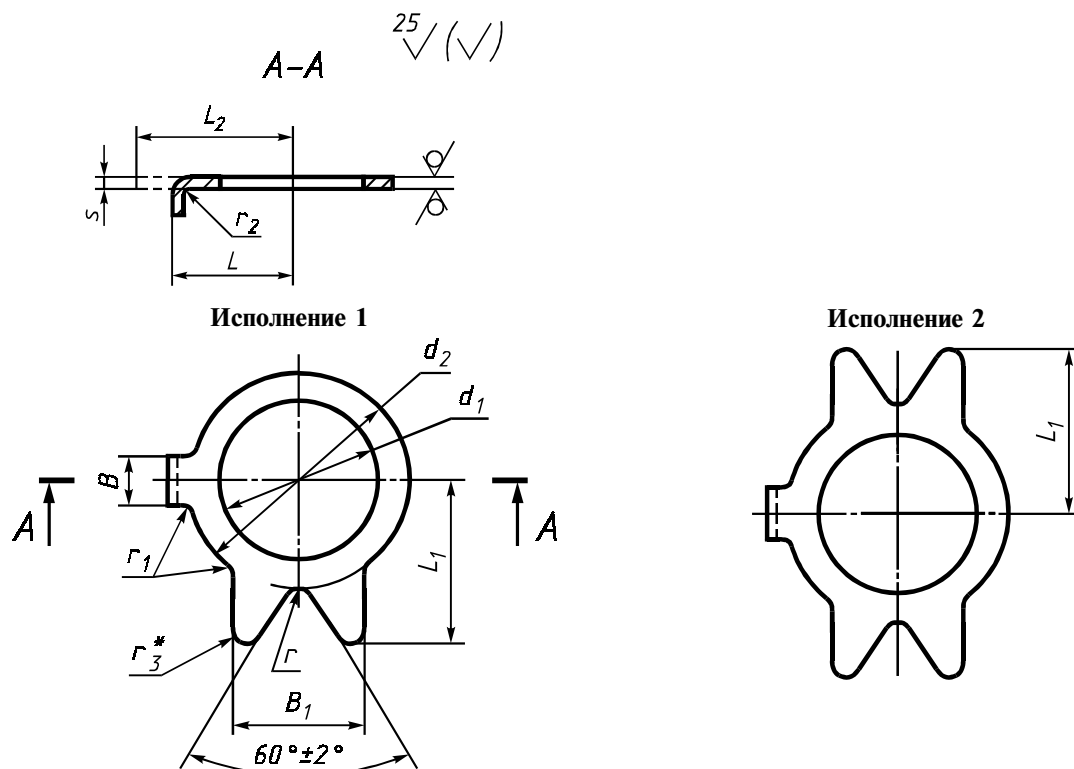 25
А–А
L2
s
r2
L
Исполнение 1
Исполнение 2
d2
d1
L1
B
А
А
r1
L1
r3*
r
B1
60°±2°